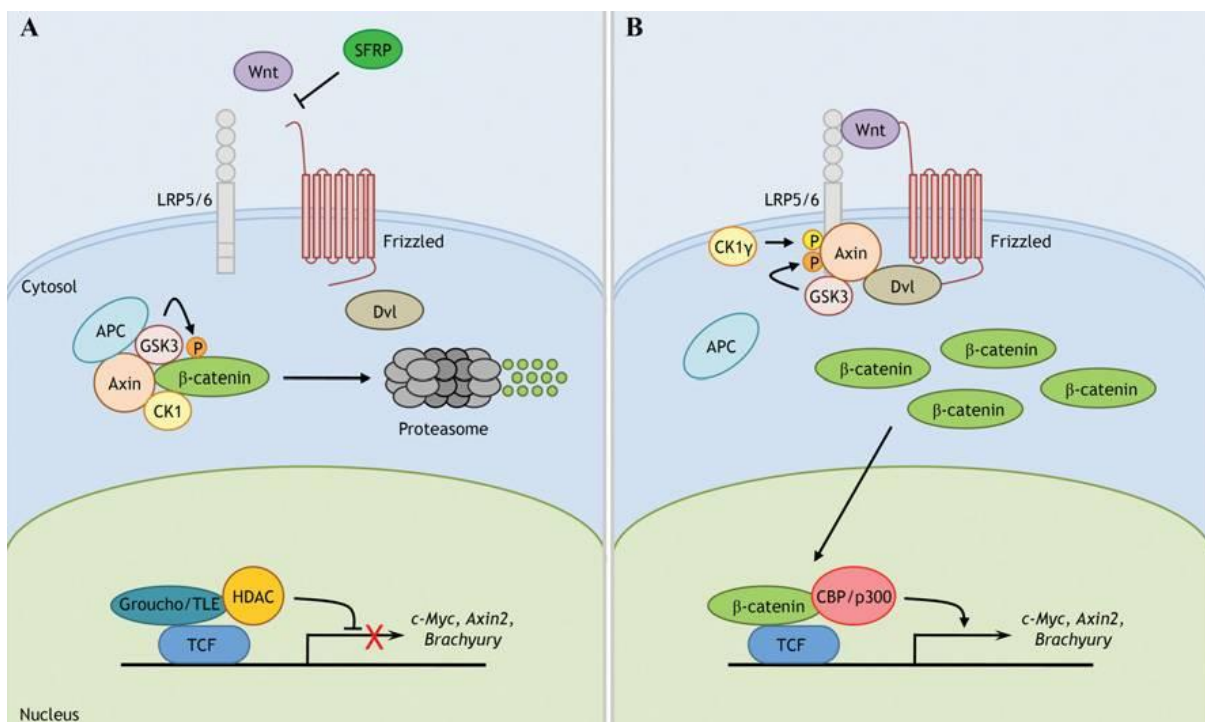 A
SFRP
Wnt
LRP5/6
Frizzled
Cytosol
Dvl
APC
GSK3
P
Axin
β-catenin
CK1
Proteasome
Groucho/TLE
HDAC
TCF
c-Myc, Axin2,
Brachyury
Nucleus
B
Wnt
LRP5/6
CK1γ
P
P
Axin
Frizzled
GSK3
Dvl
APC
β-catenin
β-catenin
β-catenin
β-catenin
β-catenin
CBP/p300
TCF
c-Myc, Axin2,
Brachyury